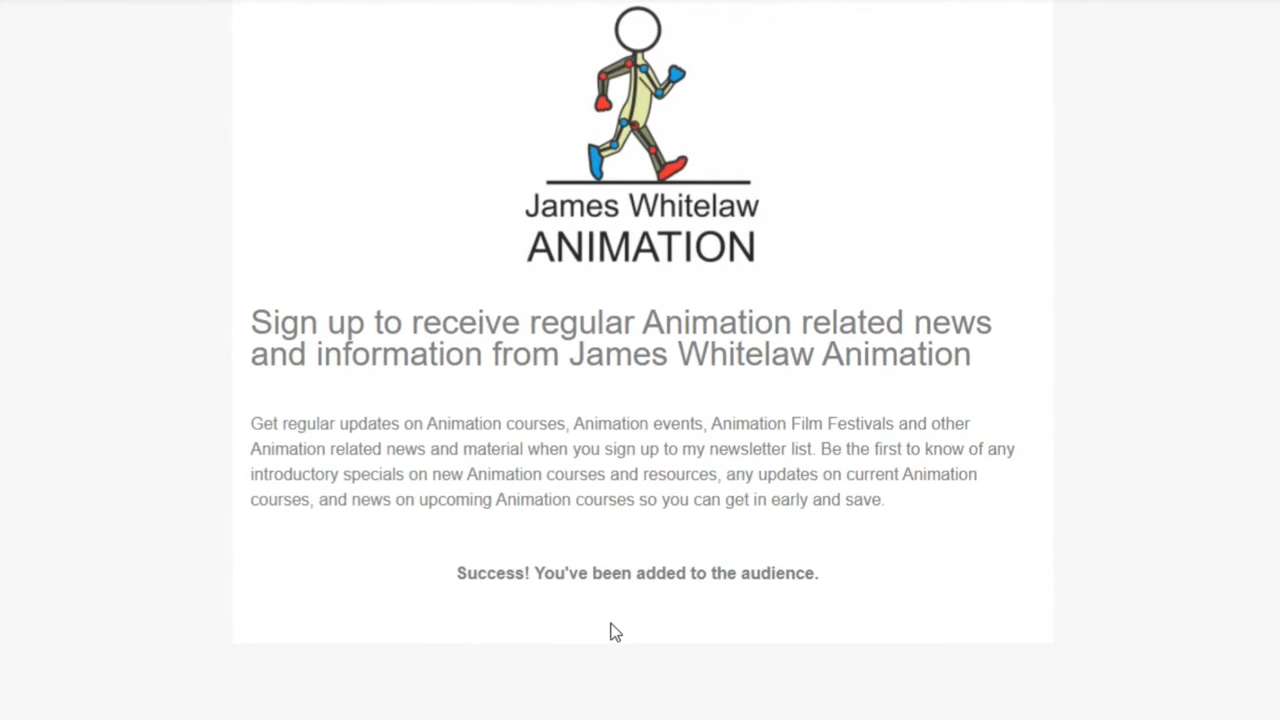 James Whitelaw
ANIMATION
Sign up to receive regular Animation related news
and information from James Whitelaw Animation
Get regular updates on Animation courses, Animation events, Animation Film Festivals and other
Animation related news and material when you sign up to my newsletter list. Be the first to know of any
introductory specials on new Animation courses and resources, any updates on current Animation
courses, and news on upcoming Animation courses so you can get in early and save.
Success! You've been added to the audience.